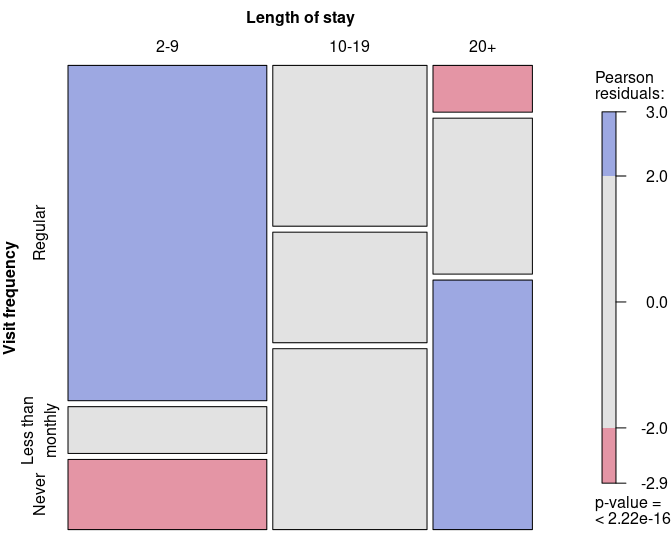 Length of stay
2-9
10-19
20+
Visit frequency
Regular
Less than
monthly
Never
Pearson
residuals:
3.0
2.0
0.0
-2.0
-2.9
p-value =
< 2.22e-16